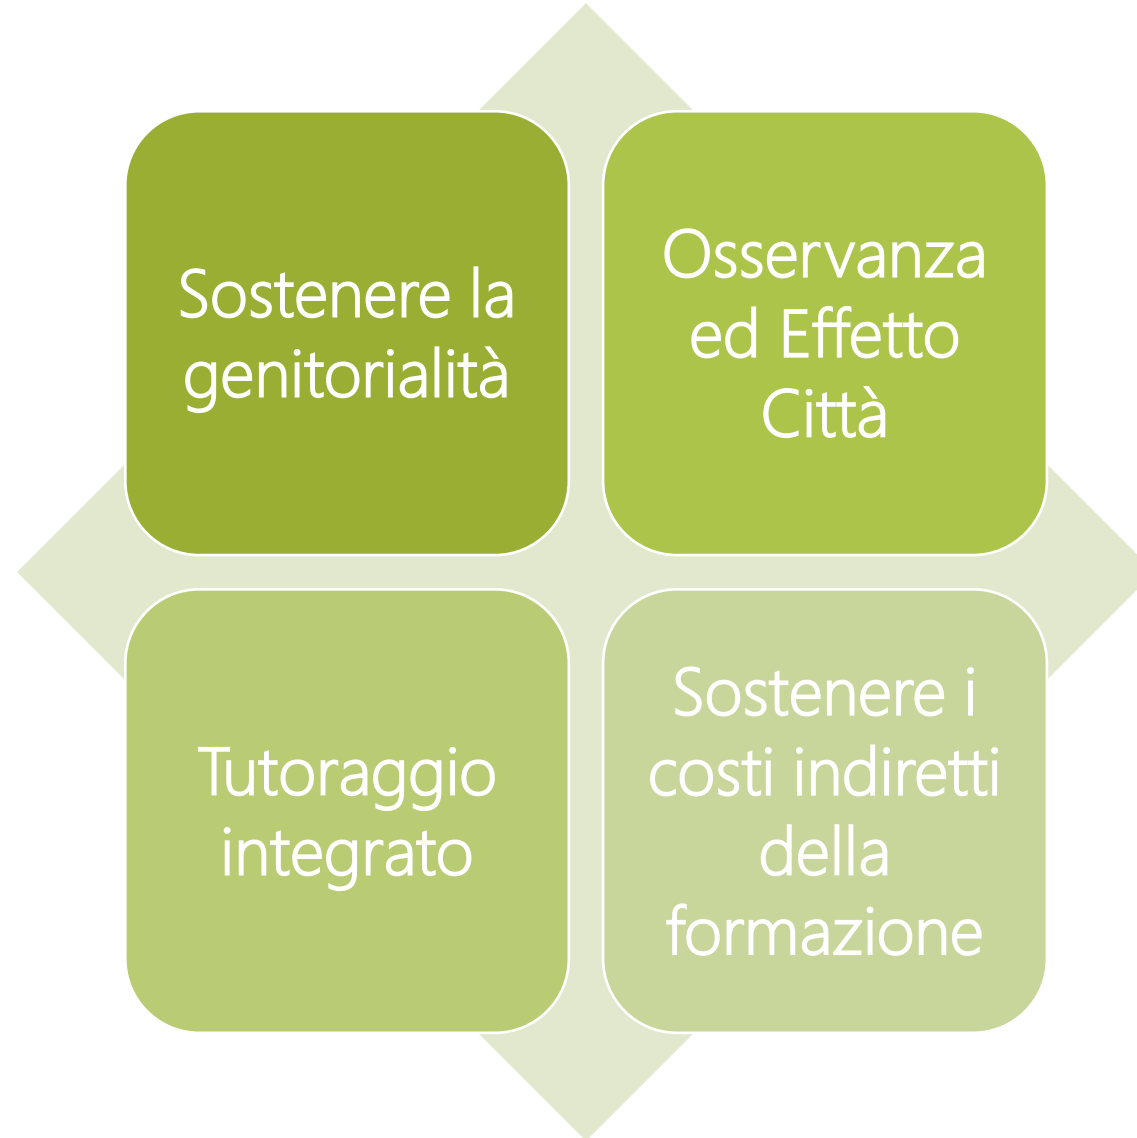 Sostenere la
genitorialità
Osservanza
ed Effetto
Città
Tutoraggio
integrato
Sostenere i
costi indiretti
della
formazione